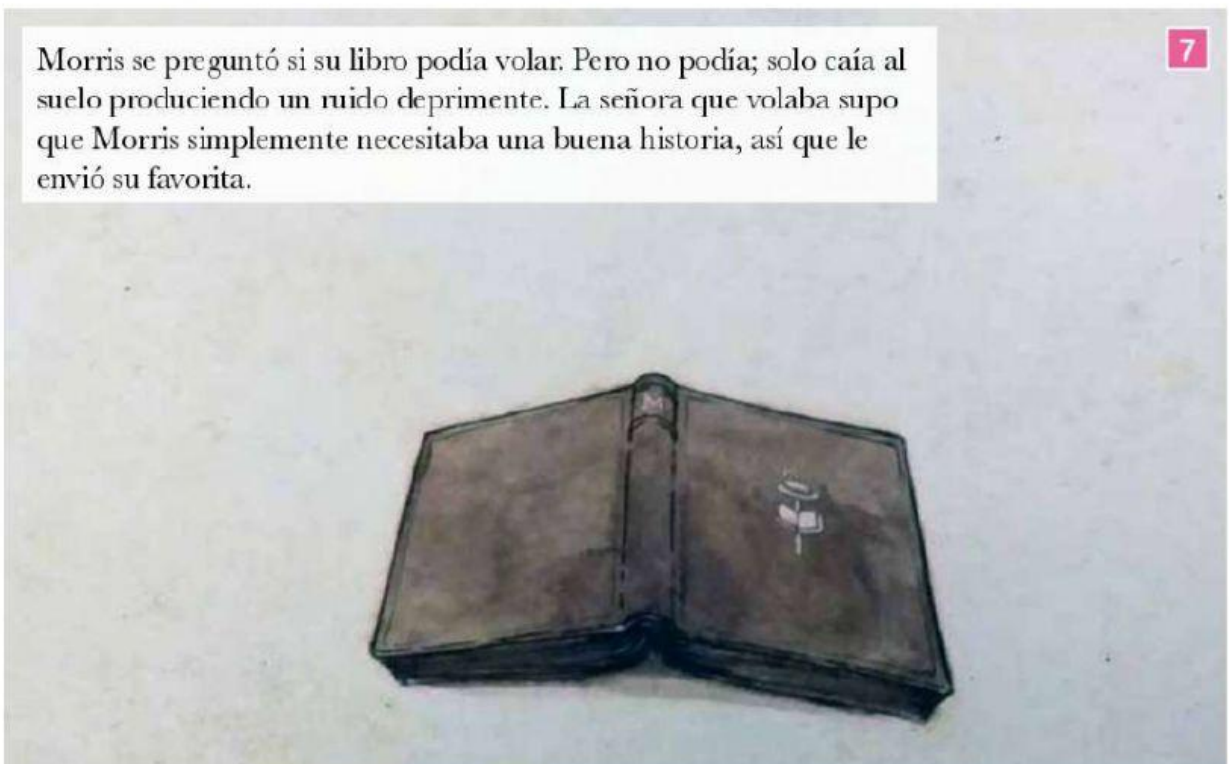 Morris se preguntó si su libro podía volar. Pero no podía; solo caía al
suelo produciendo un ruido deprimente. La señora que volaba supo
que Morris simplemente necesitaba una buena historia, así que le
envió su favorita.
7
M